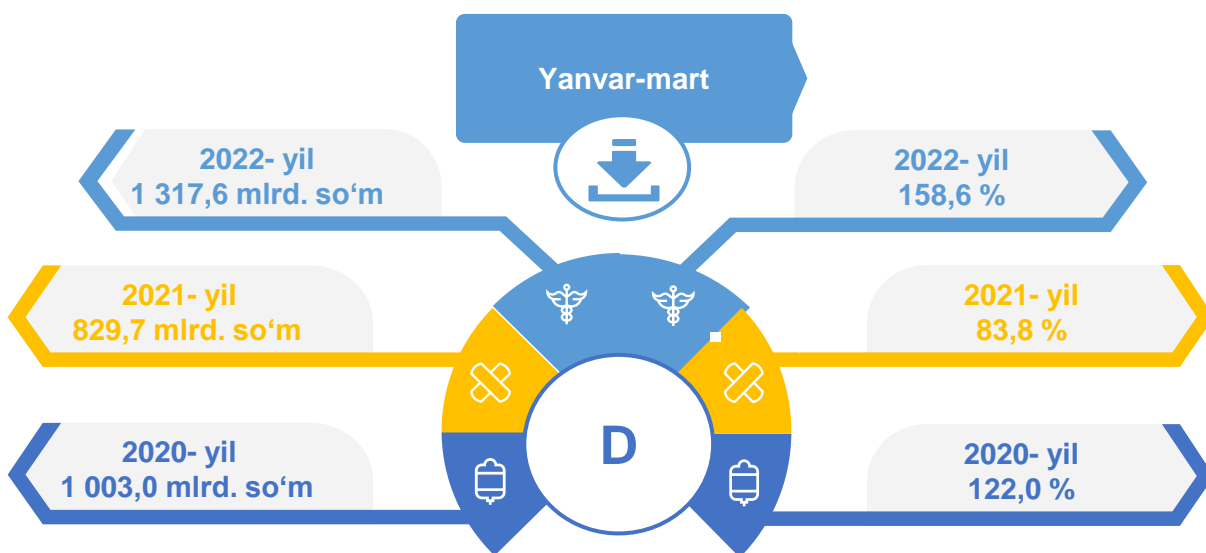 Yanvar-mart
2022- yil
1 317,6 mlrd. so‘m
2022- yil
158,6 %
2021- yil
829,7 mlrd. so‘m
2021- yil
83,8 %
2020- yil
1 003,0 mlrd. so‘m
2020- yil
122,0 %
D